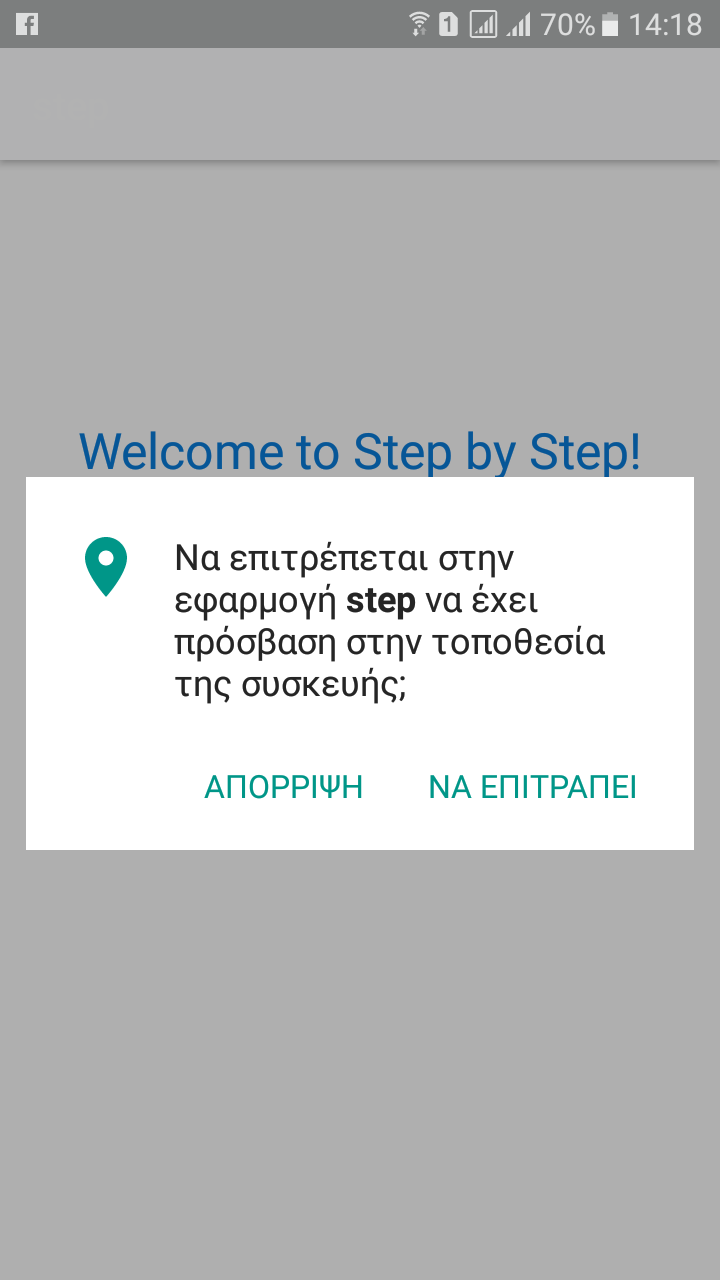 70% 14:18
Welcome to Step by Step!
Να επιτρέπεται στην
εφαρμογή step να έχει
πρόσβαση στην τοποθεσία
της συσκευής;
ΑΠΟΡΡΙΨΗ ΝΑ ΕΠΙΤΡΑΠΕΙ